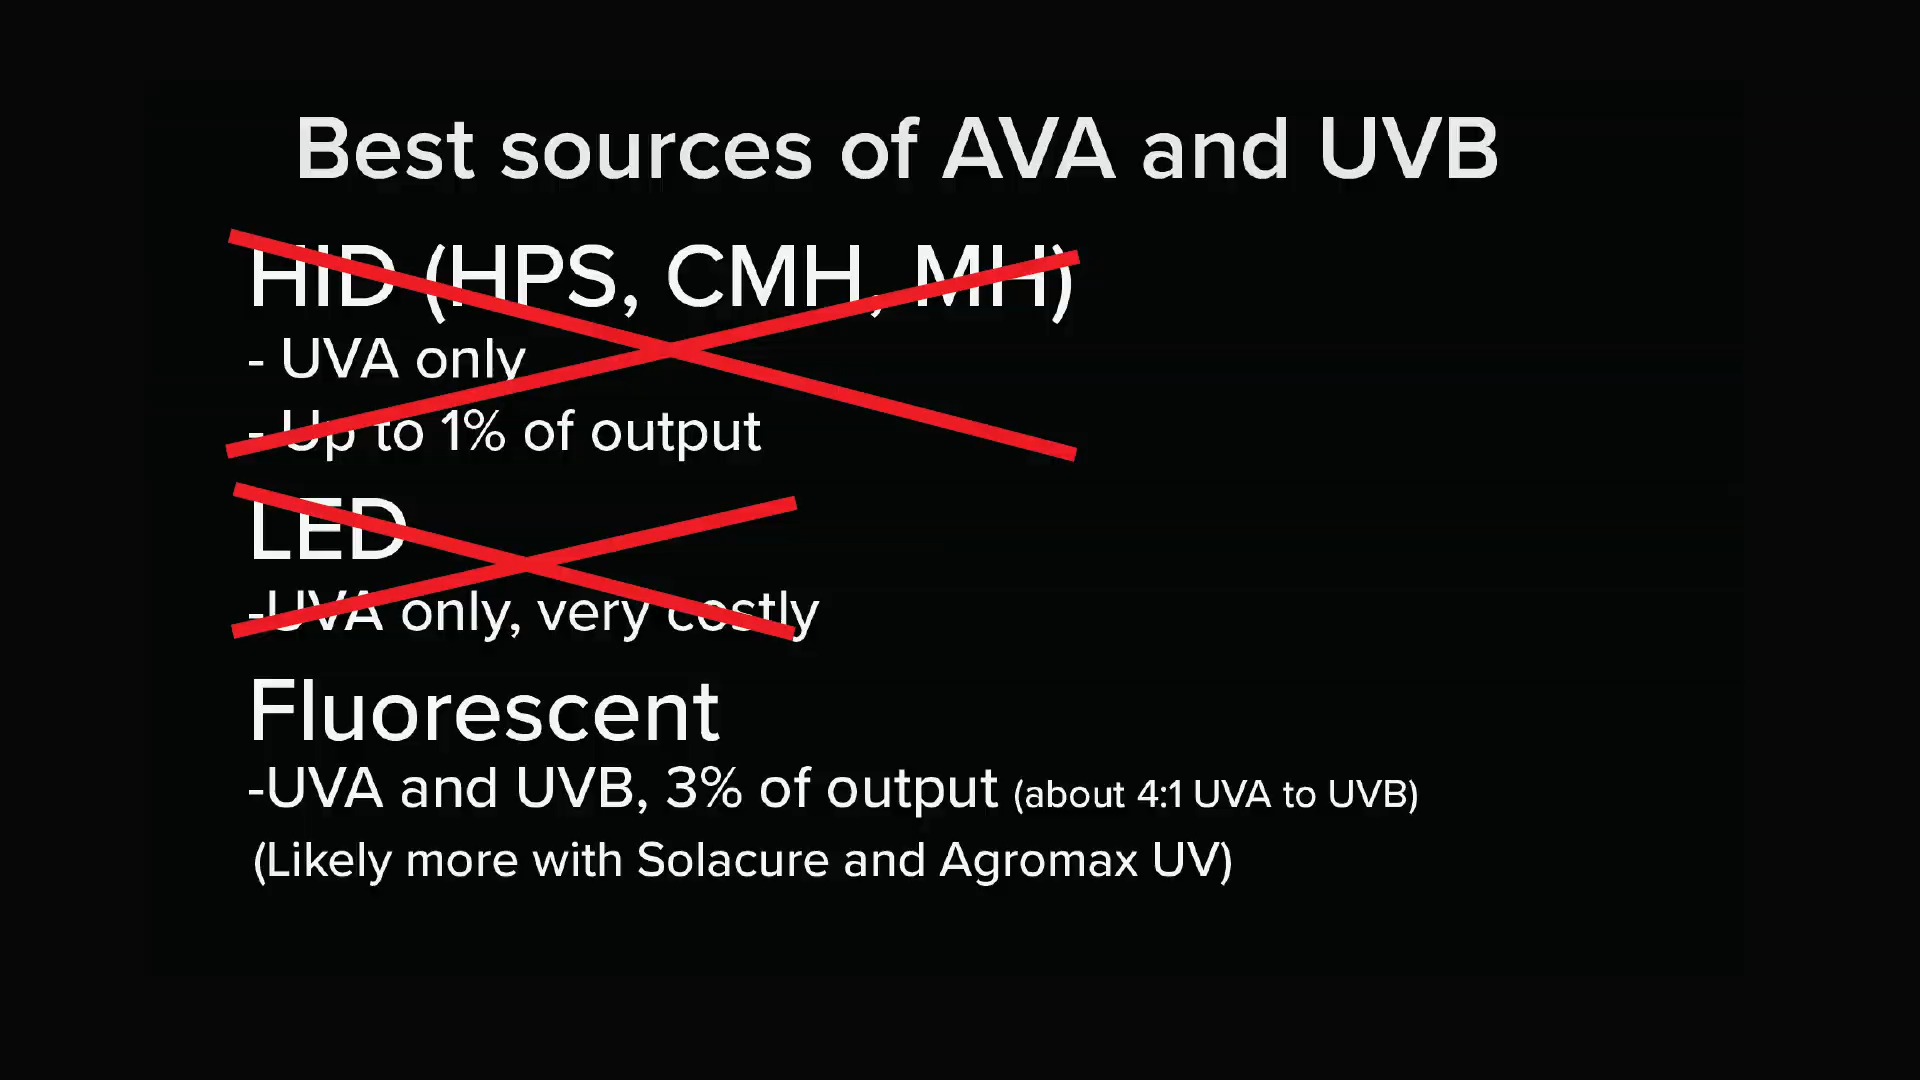 Best sources of AVA and UVB
HID (HPS, CMH, MH)
- UVA only
- Up to 1% of output
LED
-UVA only, very costly
Fluorescent
-UVA and UVB, 3% of output (about 4:1 UVA to UVB)
(Likely more with Solacure and Agromax UV)